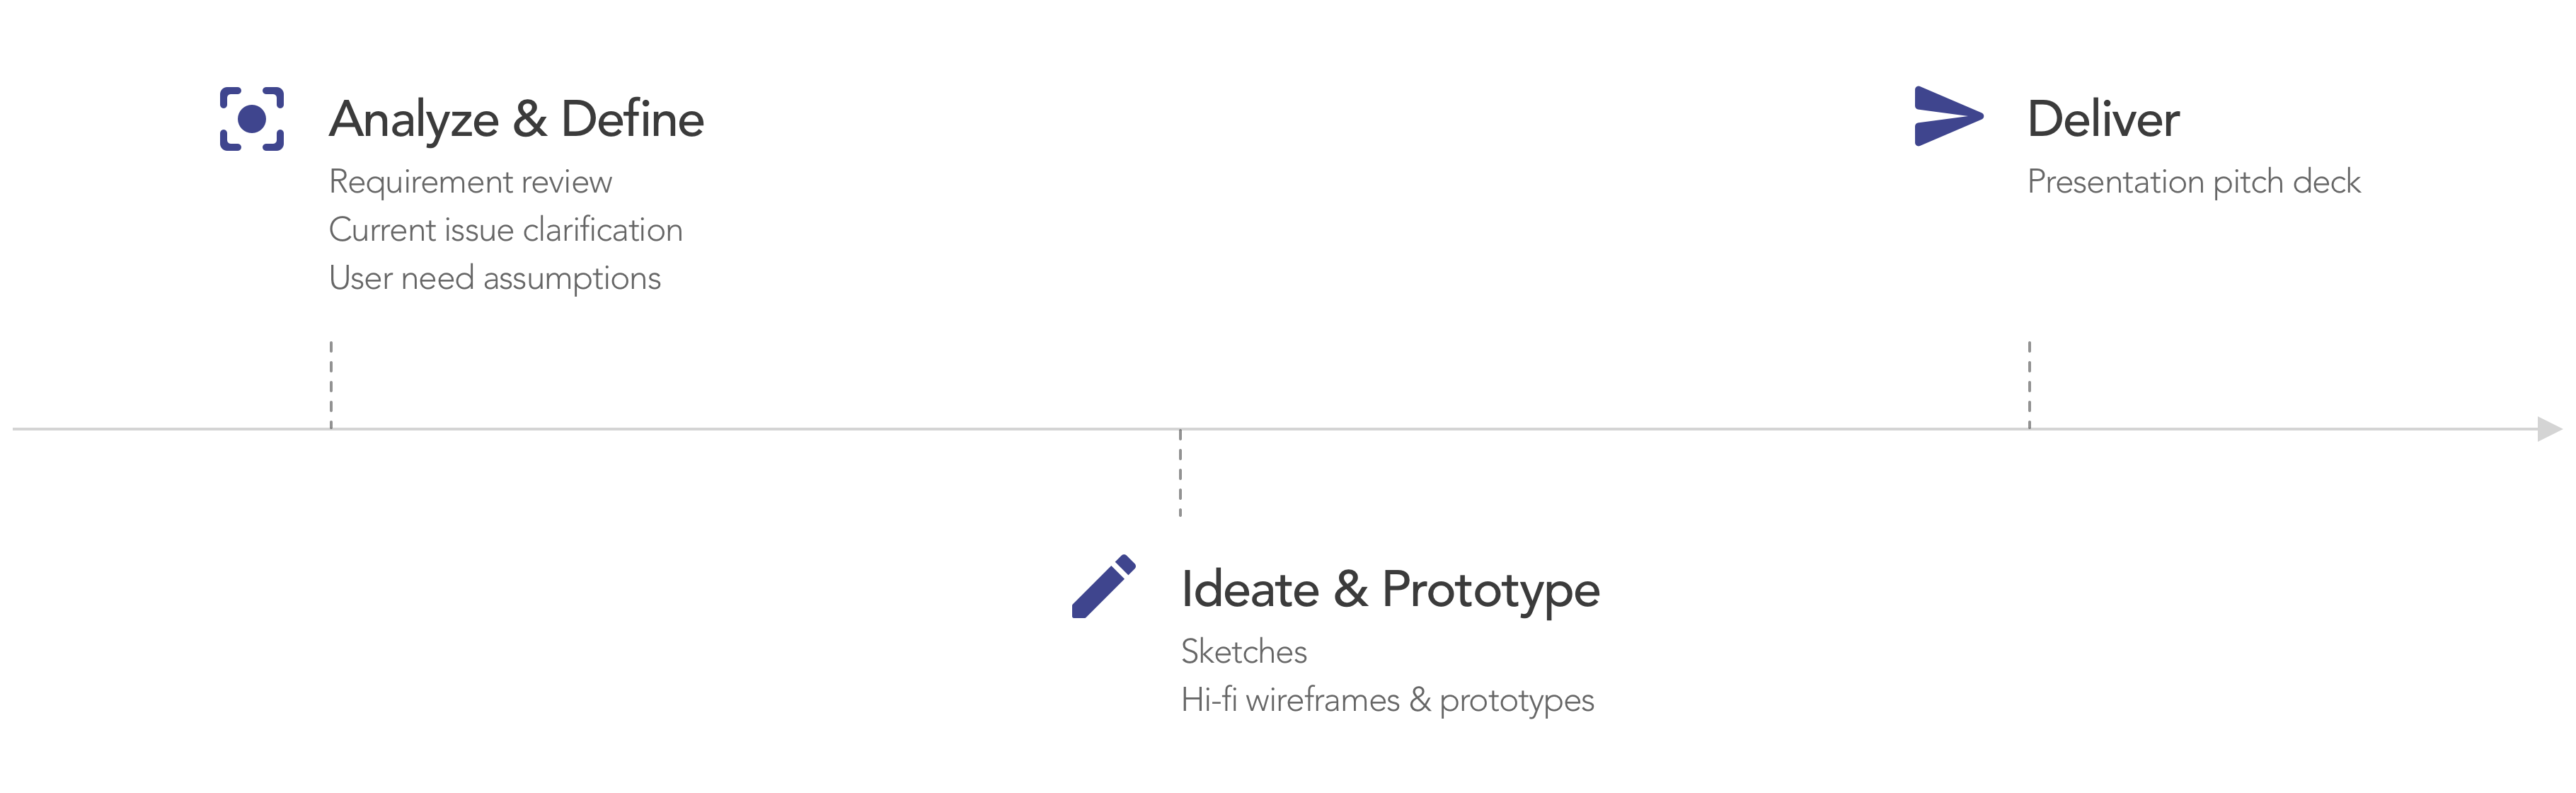 Analyze & Define
Requirement review
Current issue clarification
User need assumptions
Ideate & Prototype
Sketches
Hi-fi wireframes & prototypes
Deliver
Presentation pitch deck